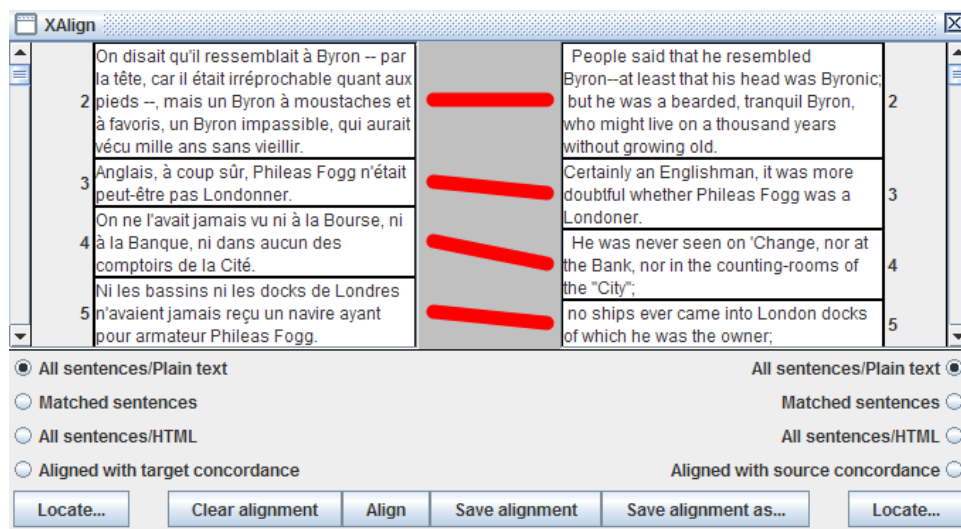 XAlign
On disait qu'il ressemblait à Byron -- par
la tête, car il était irréprochable quant aux
2 pieds --, mais un Byron à moustaches et
à favoris, un Byron impassible, qui aurait
vécu mille ans sans vieillir.
3 Anglais, à coup sûr, Phileas Fogg n'était
peut-être pas Londonner.
On ne l'avait jamais vu ni à la Bourse, ni
4 à la Banque, ni dans aucun des
comptoirs de la Cité.
Ni les bassins ni les docks de Londres
5 n'avaient jamais reçu un navire ayant
pour armateur Phileas Fogg.
People said that he resembled
Byron--at least that his head was Byronic;
but he was a bearded, tranquil Byron, 2
who might live on a thousand years
without growing old.
Certainly an Englishman, it was more
doubtful whether Phileas Fogg was a 3
Londoner.
He was never seen on 'Change, nor at
the Bank, nor in the counting-rooms of 4
the "City";
no ships ever came into London docks
of which he was the owner; 5
All sentences/Plain text All sentences/Plain text
Matched sentences Matched sentences
All sentences/HTML All sentences/HTML
Aligned with target concordance Aligned with source concordance
Locate... Clear alignment Align Save alignment Save alignment as... Locate...